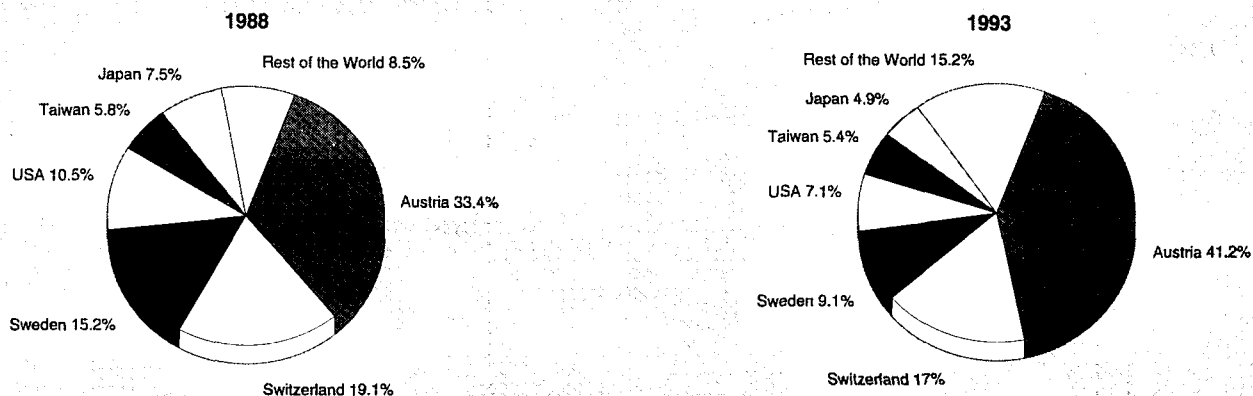 1988
Rest of the World 8.5%
Japan 7.5%
Taiwan 5.8%
USA 10.5%
Austria 33.4%
Sweden 15.2%
Switzerland 19.1%
1993
Rest of the World 15.2%
Japan 4.9%
Taiwan 5.4%
USA 7.1%
Austria 41.2%
Sweden 9.1%
Switzerland 17%